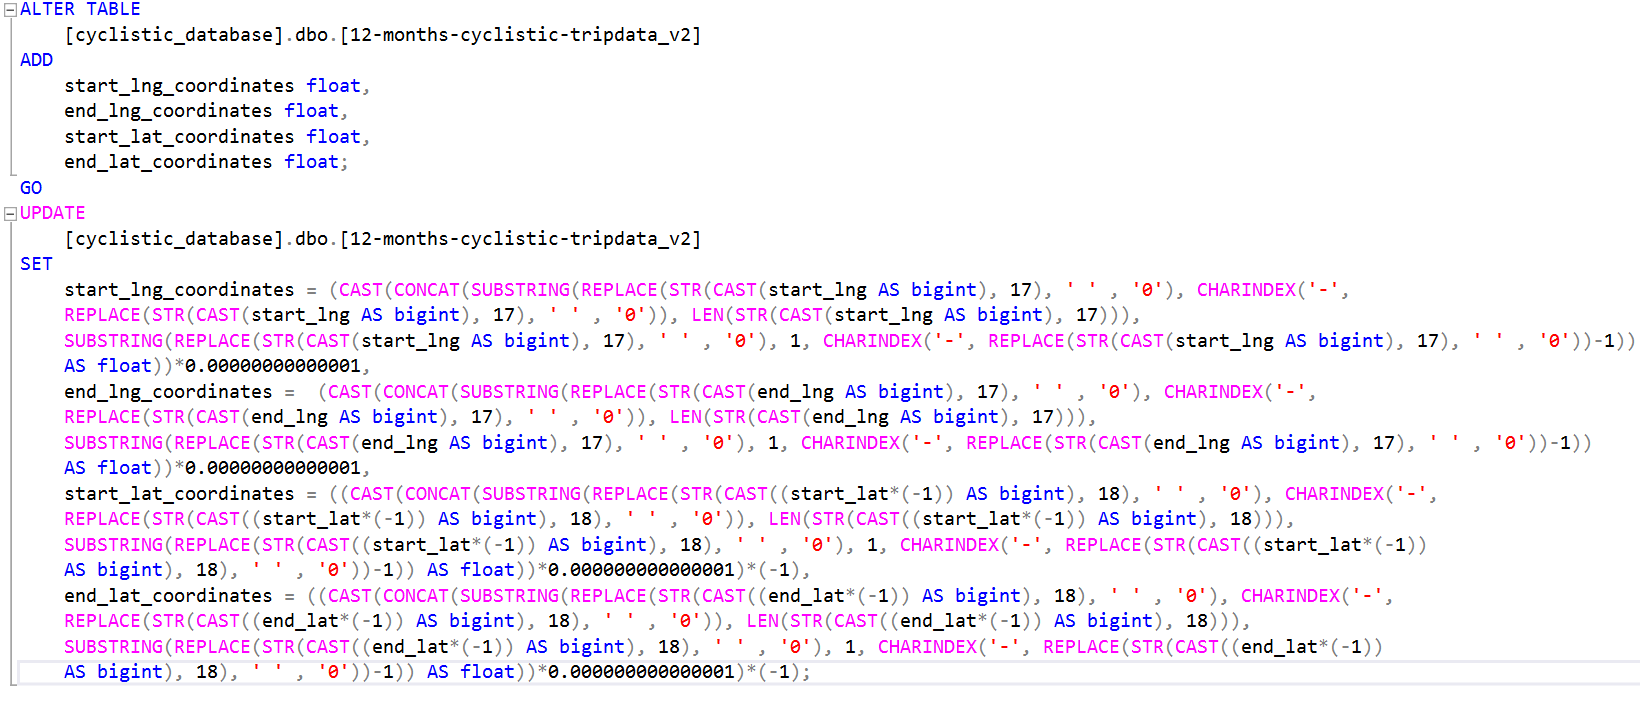 ALTER TABLE
[cyclistic_database].dbo.[12-months-cyclistic-tripdata_v2]
ADD
start_lng_coordinates float,
end_lng_coordinates float,
start_lat_coordinates float,
end_lat_coordinates float;
GO
UPDATE
[cyclistic_database].dbo.[12-months-cyclistic-tripdata_v2]
SET
start_lng_coordinates = (CAST(CONCAT(SUBSTRING(REPLACE(STR(CAST(start_lng AS bigint), 17), ' ' , '0'), CHARINDEX('-',
REPLACE(STR(CAST(start_lng AS bigint), 17), ' ' , '0')), LEN(STR(CAST(start_lng AS bigint), 17))),
SUBSTRING(REPLACE(STR(CAST(start_lng AS bigint), 17), ' ' , '0'), 1, CHARINDEX('-', REPLACE(STR(CAST(start_lng AS bigint), 17), ' ' , '0'))-1))
AS float))*0.00000000000001,
end_lng_coordinates =  (CAST(CONCAT(SUBSTRING(REPLACE(STR(CAST(end_lng AS bigint), 17), ' ' , '0'), CHARINDEX('-',
REPLACE(STR(CAST(end_lng AS bigint), 17), ' ' , '0')), LEN(STR(CAST(end_lng AS bigint), 17))),
SUBSTRING(REPLACE(STR(CAST(end_lng AS bigint), 17), ' ' , '0'), 1, CHARINDEX('-', REPLACE(STR(CAST(end_lng AS bigint), 17), ' ' , '0'))-1))
AS float))*0.00000000000001,
start_lat_coordinates = ((CAST(CONCAT(SUBSTRING(REPLACE(STR(CAST((start_lat*(-1)) AS bigint), 18), ' ' , '0'), CHARINDEX('-',
REPLACE(STR(CAST((start_lat*(-1)) AS bigint), 18), ' ' , '0')), LEN(STR(CAST((start_lat*(-1)) AS bigint), 18))),
SUBSTRING(REPLACE(STR(CAST((start_lat*(-1)) AS bigint), 18), ' ' , '0'), 1, CHARINDEX('-', REPLACE(STR(CAST((start_lat*(-1))
AS bigint), 18), ' ' , '0'))-1)) AS float))*0.000000000000001)*(-1),
end_lat_coordinates = ((CAST(CONCAT(SUBSTRING(REPLACE(STR(CAST((end_lat*(-1)) AS bigint), 18), ' ' , '0'), CHARINDEX('-',
REPLACE(STR(CAST((end_lat*(-1)) AS bigint), 18), ' ' , '0')), LEN(STR(CAST((end_lat*(-1)) AS bigint), 18))),
SUBSTRING(REPLACE(STR(CAST((end_lat*(-1)) AS bigint), 18), ' ' , '0'), 1, CHARINDEX('-', REPLACE(STR(CAST((end_lat*(-1))
AS bigint), 18), ' ' , '0'))-1)) AS float))*0.000000000000001)*(-1);